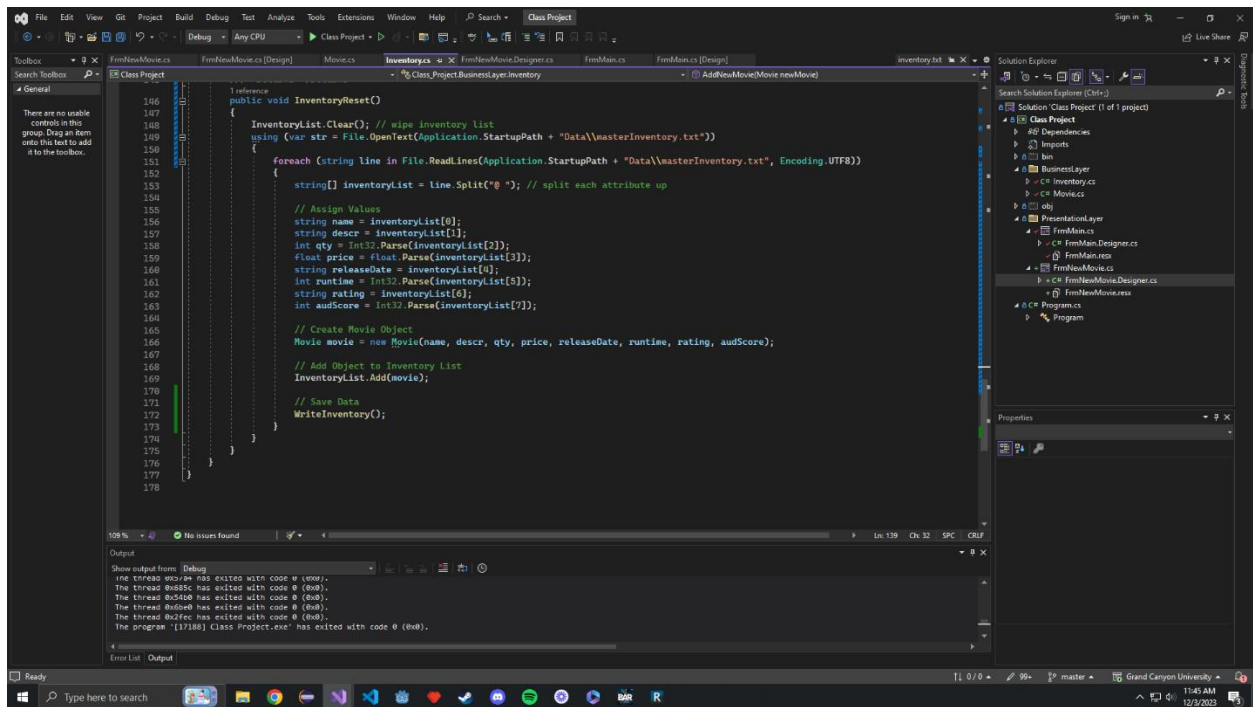 File Edit View Git Project Build Debug Test Analyze Tools Extensions Window Help Search Class Project Sign in
Debug Any CPU Class Project Live Share
Toolbox
Search Toolbox
General
There are no usable
controls in this
group. Drag an item
onto this text to add
it to the toolbox.
FrmNewMovie.cs FrmNewMovie.cs [Design] Movie.cs Inventory.cs FrmNewMovie.Designer.cs FrmMain.cs FrmMain.cs [Design] inventory.txt
Class Project Class_Project.BusinessLayer.Inventory AddNewMovie(Movie newMovie)
1 reference
146 public void InventoryReset()
147 {
148 InventoryList.Clear(); // wipe inventory list
149 using (var str = File.OpenText(Application.StartupPath + "Data\\masterInventory.txt"))
150 {
151 foreach (string line in File.ReadLines(Application.StartupPath + "Data\\masterInventory.txt", Encoding.UTF8))
152 {
153 string[] inventoryList = line.Split("@ "); // split each attribute up
154
155 // Assign Values
156 string name = inventoryList[0];
157 string descr = inventoryList[1];
158 int qty = Int32.Parse(inventoryList[2]);
159 float price = float.Parse(inventoryList[3]);
160 string releaseDate = inventoryList[4];
161 int runtime = Int32.Parse(inventoryList[5]);
162 string rating = inventoryList[6];
163 int audScore = Int32.Parse(inventoryList[7]);
164
165 // Create Movie Object
166 Movie movie = new Movie(name, descr, qty, price, releaseDate, runtime, rating, audScore);
167
168 // Add Object to Inventory List
169 InventoryList.Add(movie);
170
171 // Save Data
172 WriteInventory();
173 }
174 }
175 }
176 }
177 }
178
109 % No issues found Ln: 139 Ch: 32 SPC CRLF
Output
Show output from: Debug
The thread 0x685c has exited with code 0 (0x0).
The thread 0x54b0 has exited with code 0 (0x0).
The thread 0x6be0 has exited with code 0 (0x0).
The thread 0x2fec has exited with code 0 (0x0).
The program '[17188] Class Project.exe' has exited with code 0 (0x0).
Error List Output
Solution Explorer
Search Solution Explorer (Ctrl+;)
Solution 'Class Project' (1 of 1 project)
Class Project
Dependencies
Imports
bin
BusinessLayer
C# Inventory.cs
C# Movie.cs
obj
PresentationLayer
FrmMain.cs
C# FrmMain.Designer.cs
FrmMain.resx
FrmNewMovie.cs
C# FrmNewMovie.Designer.cs
FrmNewMovie.resx
C# Program.cs
Program
Properties
Diagnostic Tools
Ready 0 / 0 99+ master Grand Canyon University
Type here to search BAR R
11:45 AM
12/3/2023